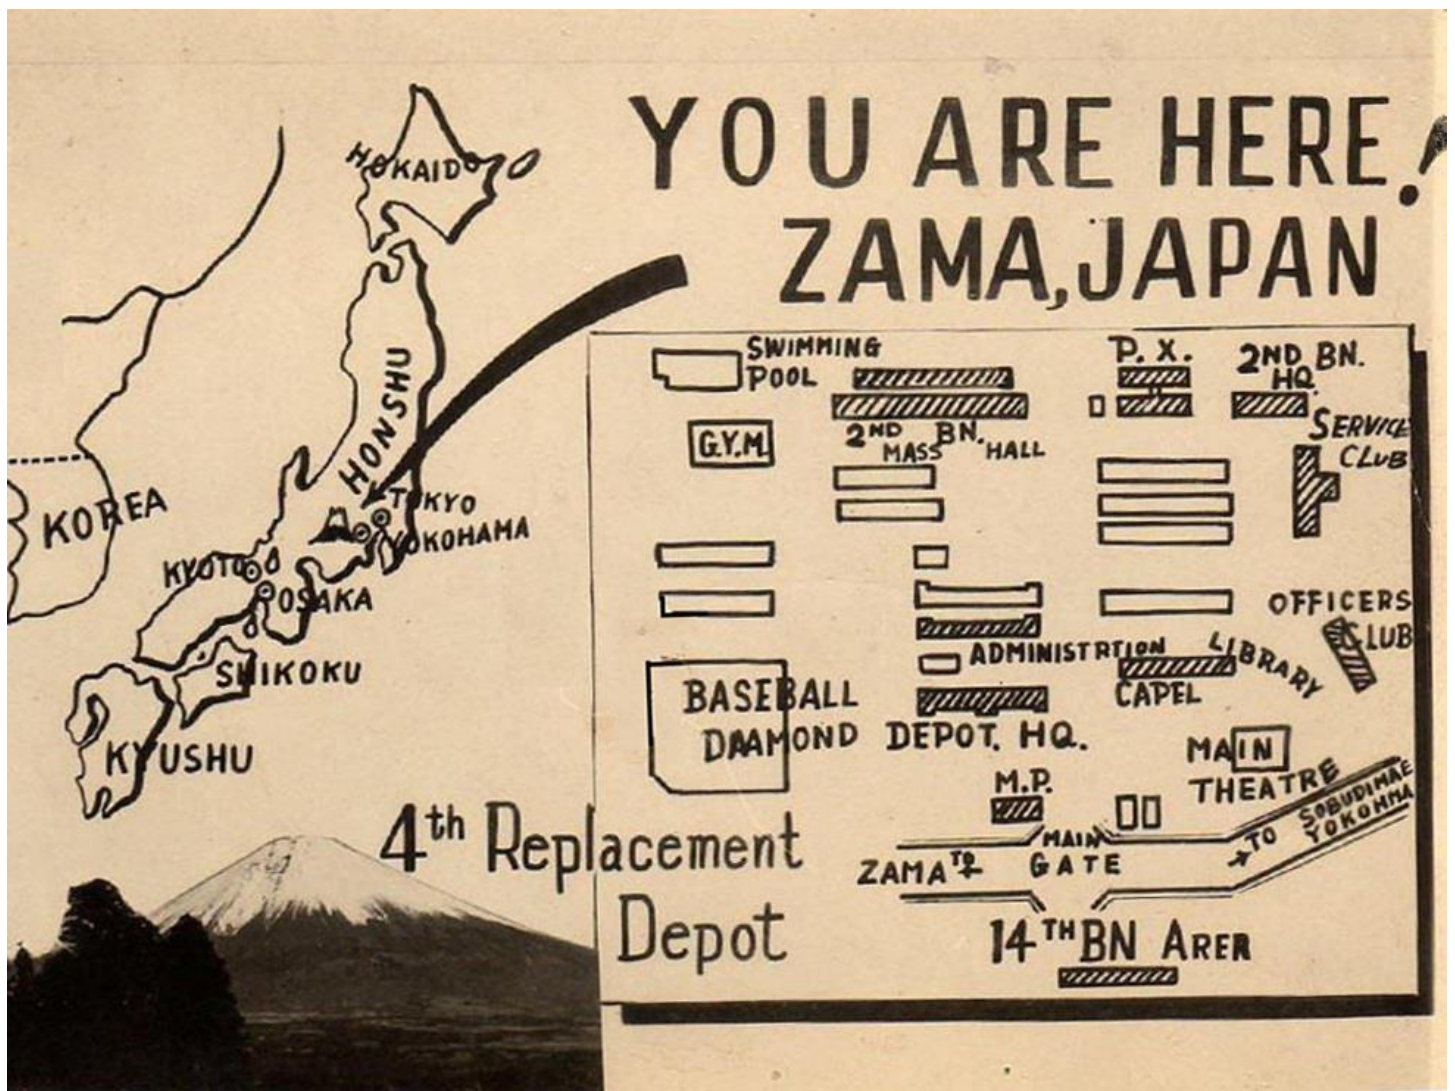 YOU ARE HERE!
ZAMA, JAPAN
HOKAIDO
HONSHU
TOKYO
YOKOHAMA
KOREA
KYOTO
OSAKA
SHIKOKU
KYUSHU
4th Replacement
Depot
SWIMMING
POOL
P. X.
2ND BN.
HQ.
G.Y.M.
2ND BN.
MASS HALL
SERVICE
CLUB
OFFICERS
CLUB
ADMINISTRTION
LIBRARY
CAPEL
BASEBALL
DAAMOND
DEPOT. HQ.
MAIN
THEATRE
M.P.
MAIN
GATE
ZAMA TO
TO SOBUDIMAE
YOKOHMA
14TH BN AREA